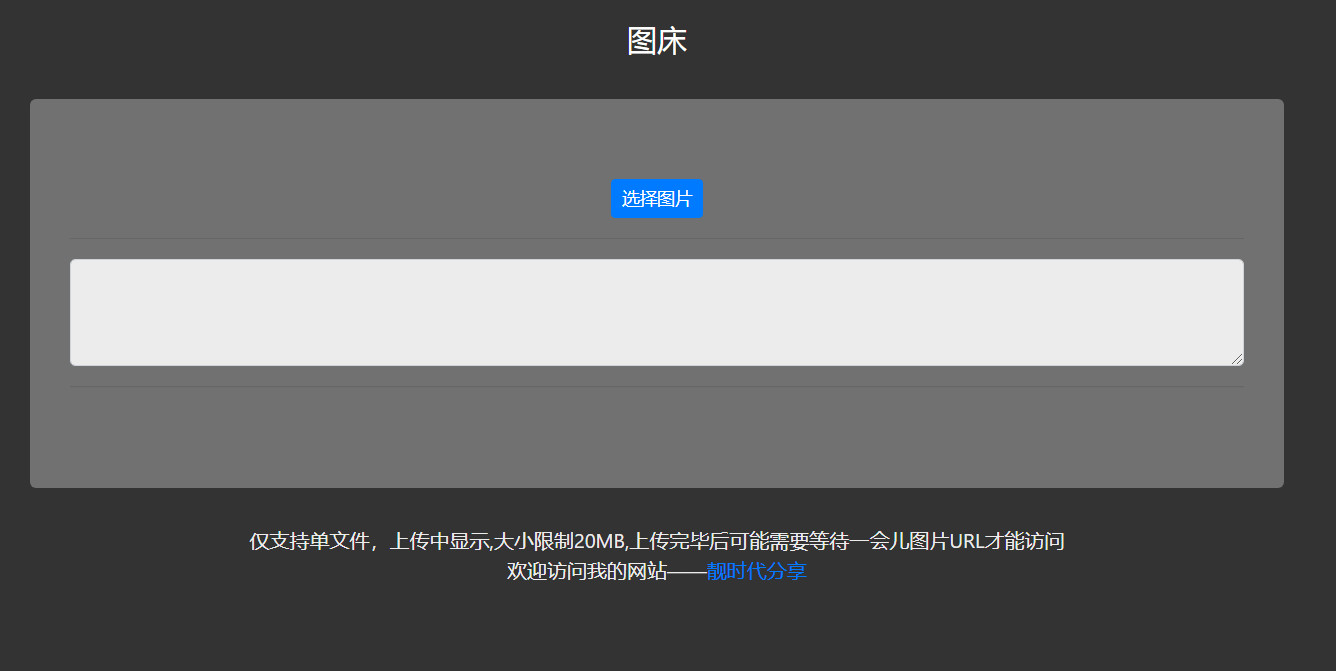 图床
选择图片
仅支持单文件，上传中显示,大小限制20MB,上传完毕后可能需要等待一会儿图片URL才能访问
欢迎访问我的网站——靓时代分享